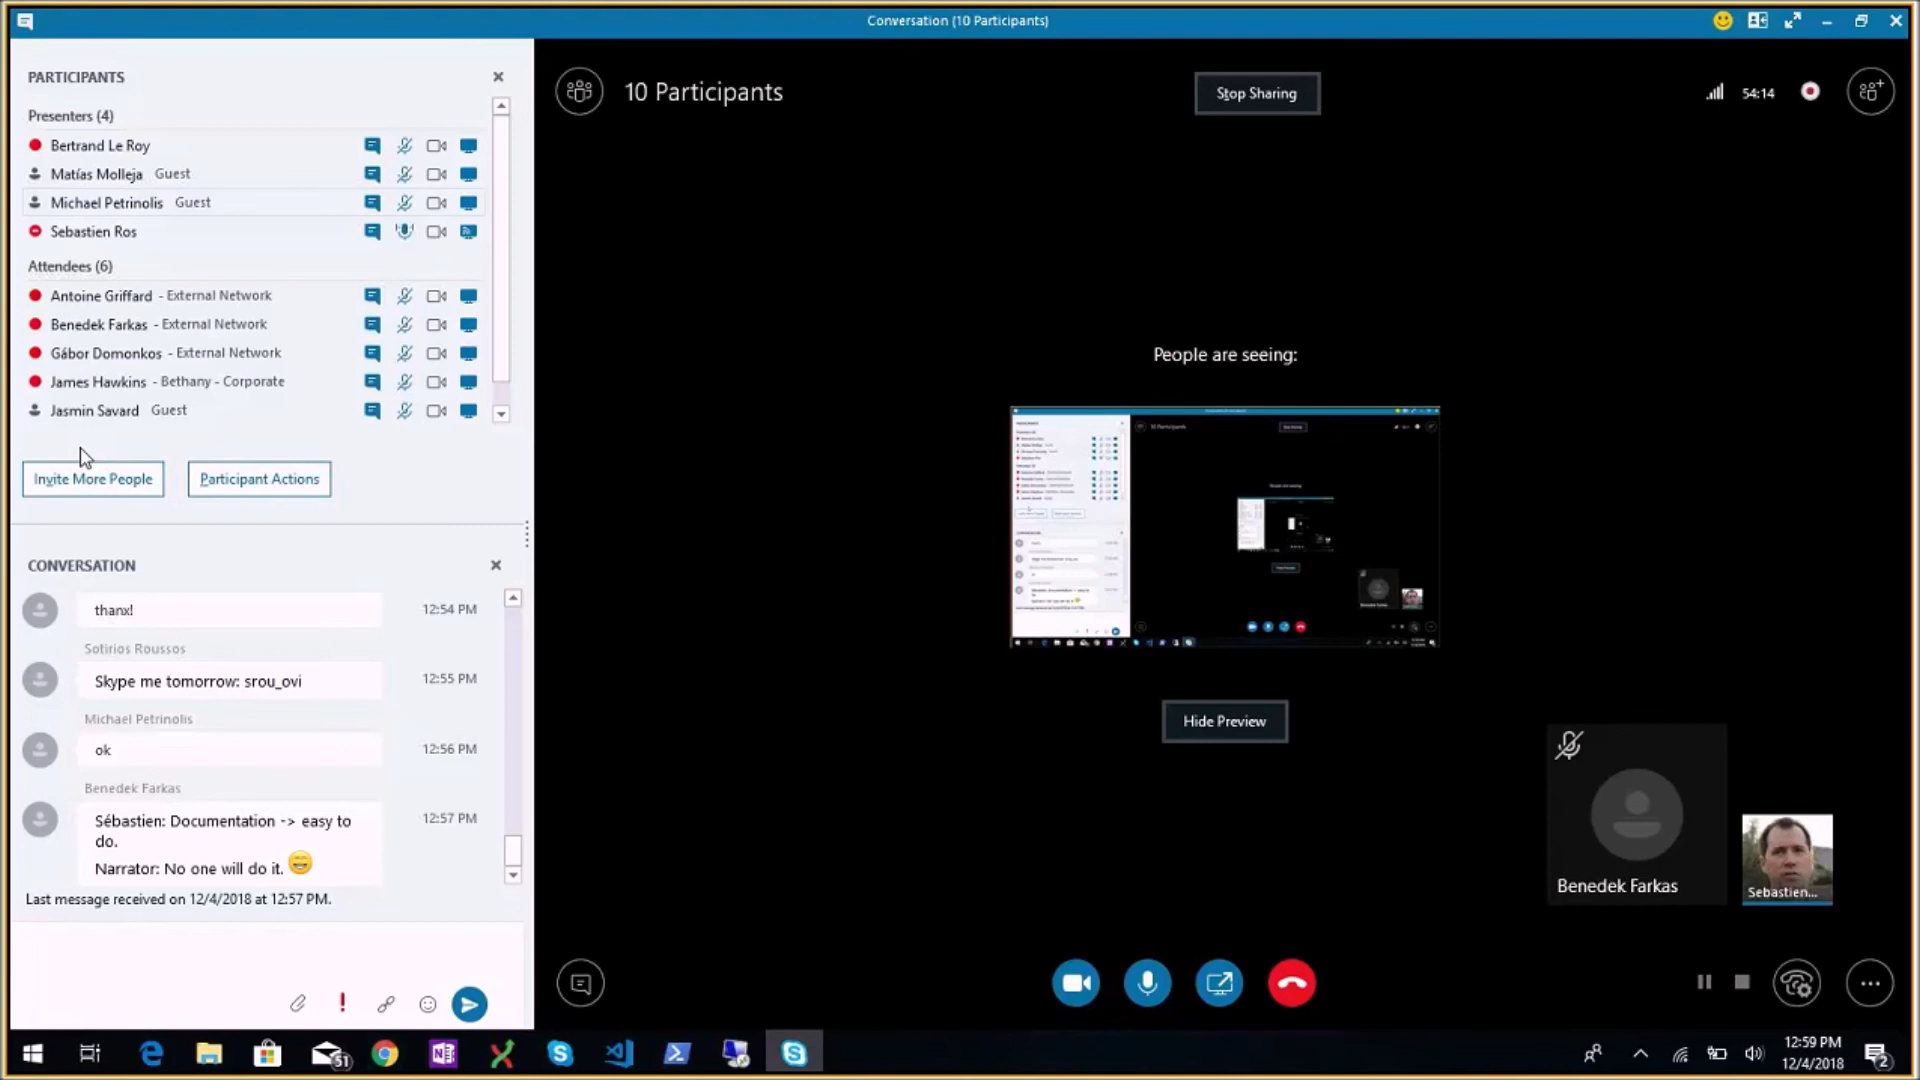 Conversation (10 Participants)
PARTICIPANTS
Presenters (4)
Bertrand Le Roy
Matías Molleja Guest
Michael Petrinolis Guest
Sebastien Ros
Attendees (6)
Antoine Griffard - External Network
Benedek Farkas - External Network
Gábor Domonkos - External Network
James Hawkins - Bethany - Corporate
Jasmin Savard Guest
Invite More People
Participant Actions
CONVERSATION
thanx!
12:54 PM
Sotirios Roussos
Skype me tomorrow: srou_ovi
12:55 PM
Michael Petrinolis
ok
12:56 PM
Benedek Farkas
Sébastien: Documentation -> easy to
do.
Narrator: No one will do it.
12:57 PM
Last message received on 12/4/2018 at 12:57 PM.
10 Participants
Stop Sharing
54:14
People are seeing:
Hide Preview
Benedek Farkas
Sebastien...
51
12:59 PM
12/4/2018
2